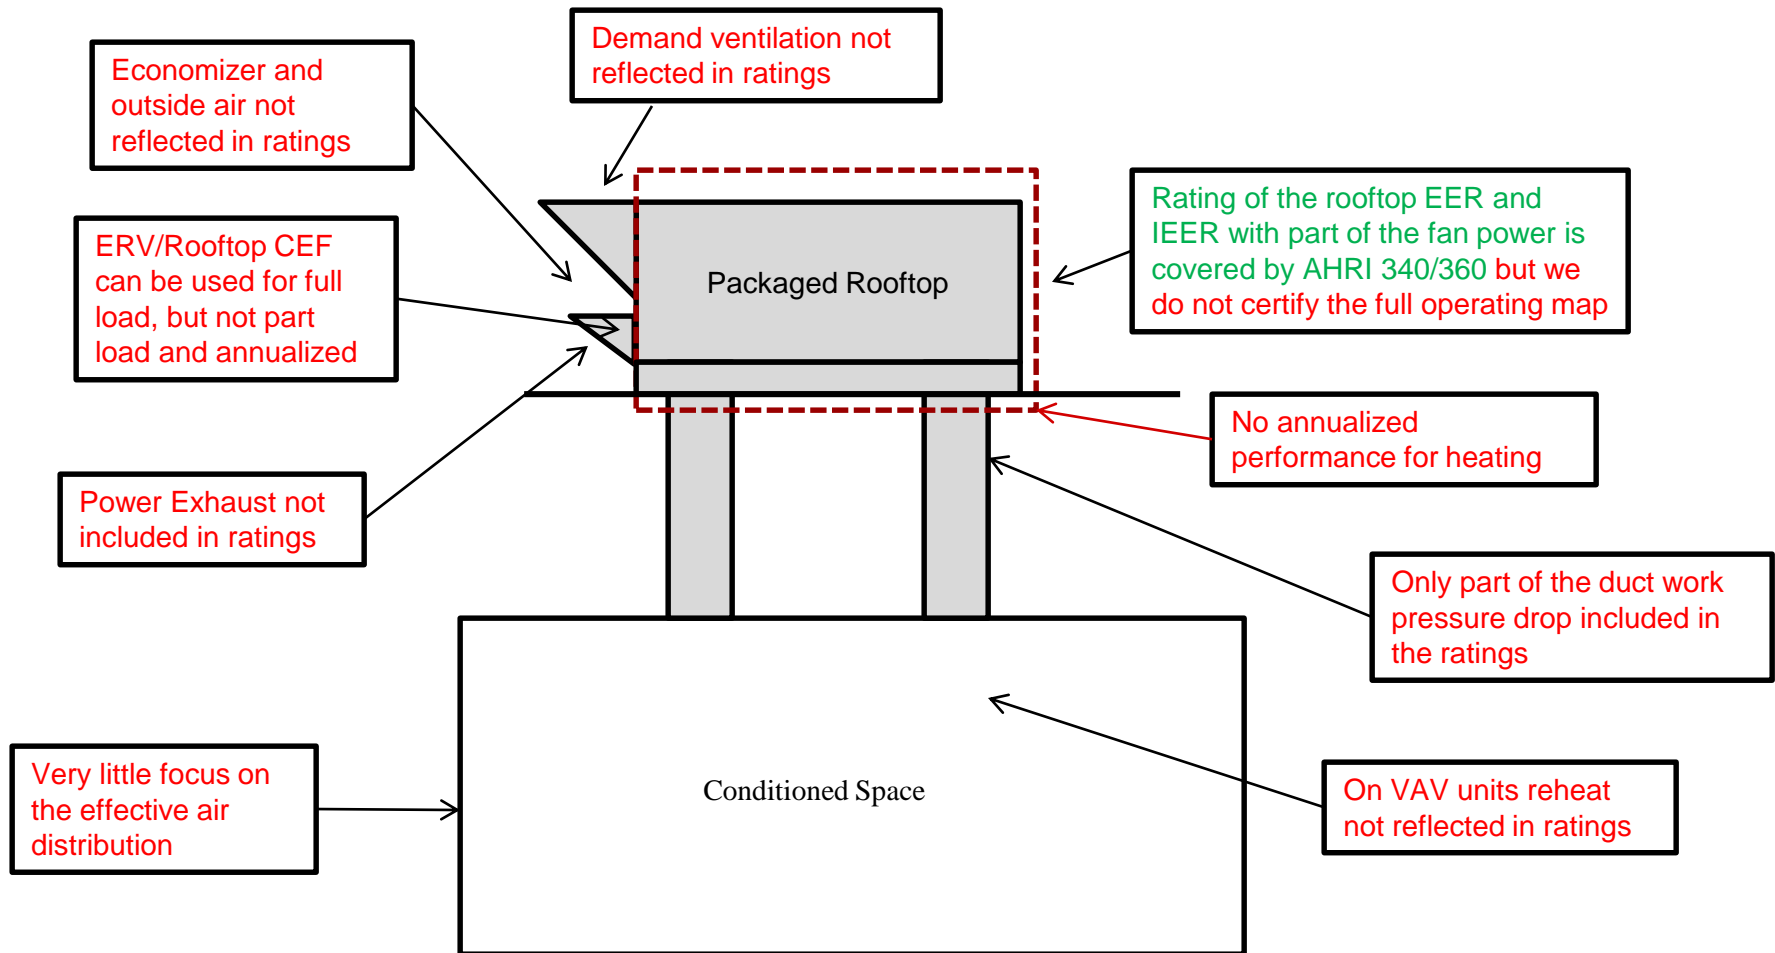 Demand ventilation not
reflected in ratings
Economizer and
outside air not
reflected in ratings
Rating of the rooftop EER and
IEER with part of the fan power is
covered by AHRI 340/360 but we
do not certify the full operating map
ERV/Rooftop CEF
can be used for full
load, but not part
load and annualized
Packaged Rooftop
No annualized
performance for heating
Power Exhaust not
included in ratings
Only part of the duct work
pressure drop included in
the ratings
Very little focus on
the effective air
distribution
Conditioned Space
On VAV units reheat
not reflected in ratings